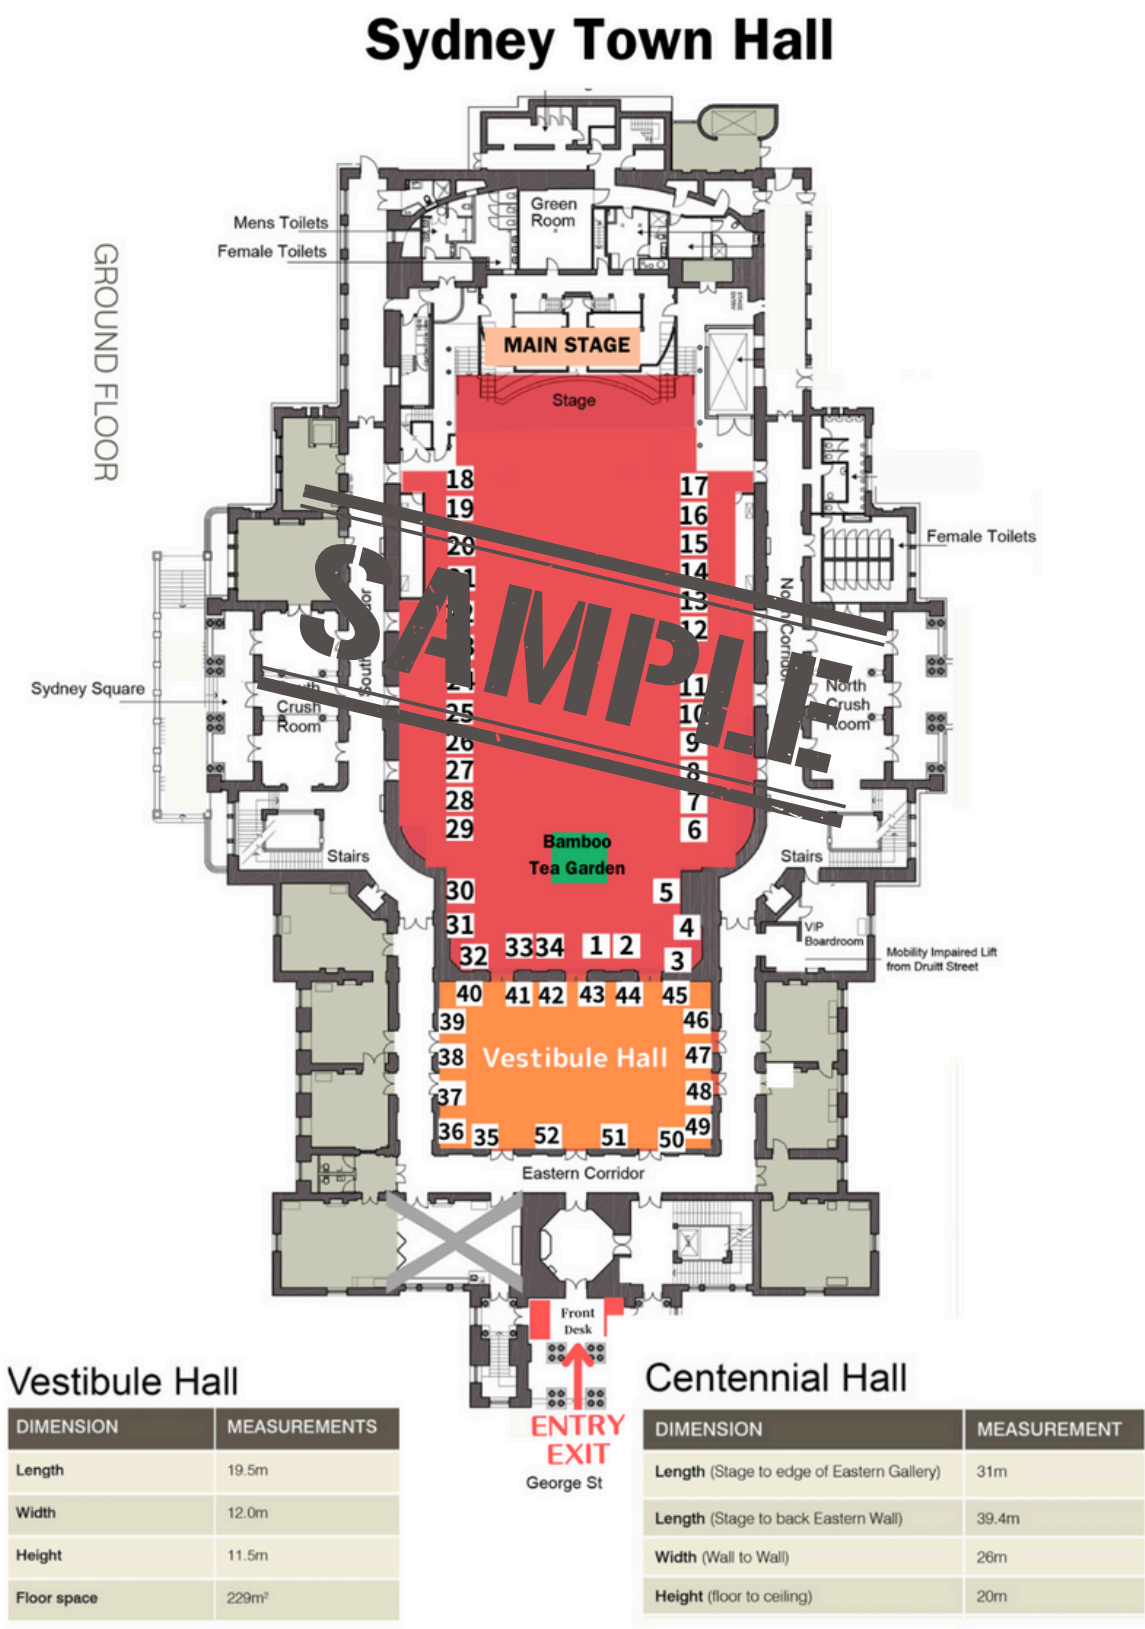 Sydney Town Hall
GROUND FLOOR
Mens Toilets
Female Toilets
Green
Room
MAIN STAGE
Stage
18
17
19
16
20
15
14
13
12
SAMPLE
Female Toilets
North Corridor
Sydney Square
Crush
Room
North
Crush
Room
11
25
10
26
9
27
8
28
7
29
6
Bamboo
Tea Garden
Stairs
Stairs
30
5
31
4
32
33
34
1
2
3
VIP
Boardroom
Mobility Impaired Lift
from Druitt Street
40
41
42
43
44
45
39
46
38
Vestibule Hall
47
37
48
36
35
52
51
50
49
Eastern Corridor
Front
Desk
ENTRY
EXIT
George St
Vestibule Hall
DIMENSION MEASUREMENTS
Length 19.5m
Width 12.0m
Height 11.5m
Floor space 229m²
Centennial Hall
DIMENSION MEASUREMENT
Length (Stage to edge of Eastern Gallery) 31m
Length (Stage to back Eastern Wall) 39.4m
Width (Wall to Wall) 26m
Height (floor to ceiling) 20m